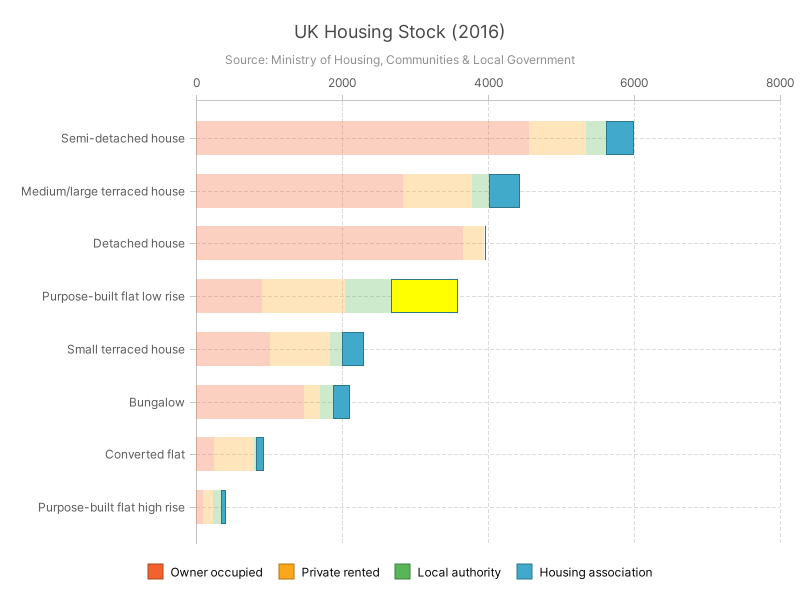 UK Housing Stock (2016)
Source: Ministry of Housing, Communities & Local Government
0 2000 4000 6000 8000
Semi-detached house
Medium/large terraced house
Detached house
Purpose-built flat low rise
Small terraced house
Bungalow
Converted flat
Purpose-built flat high rise
Owner occupied Private rented Local authority Housing association